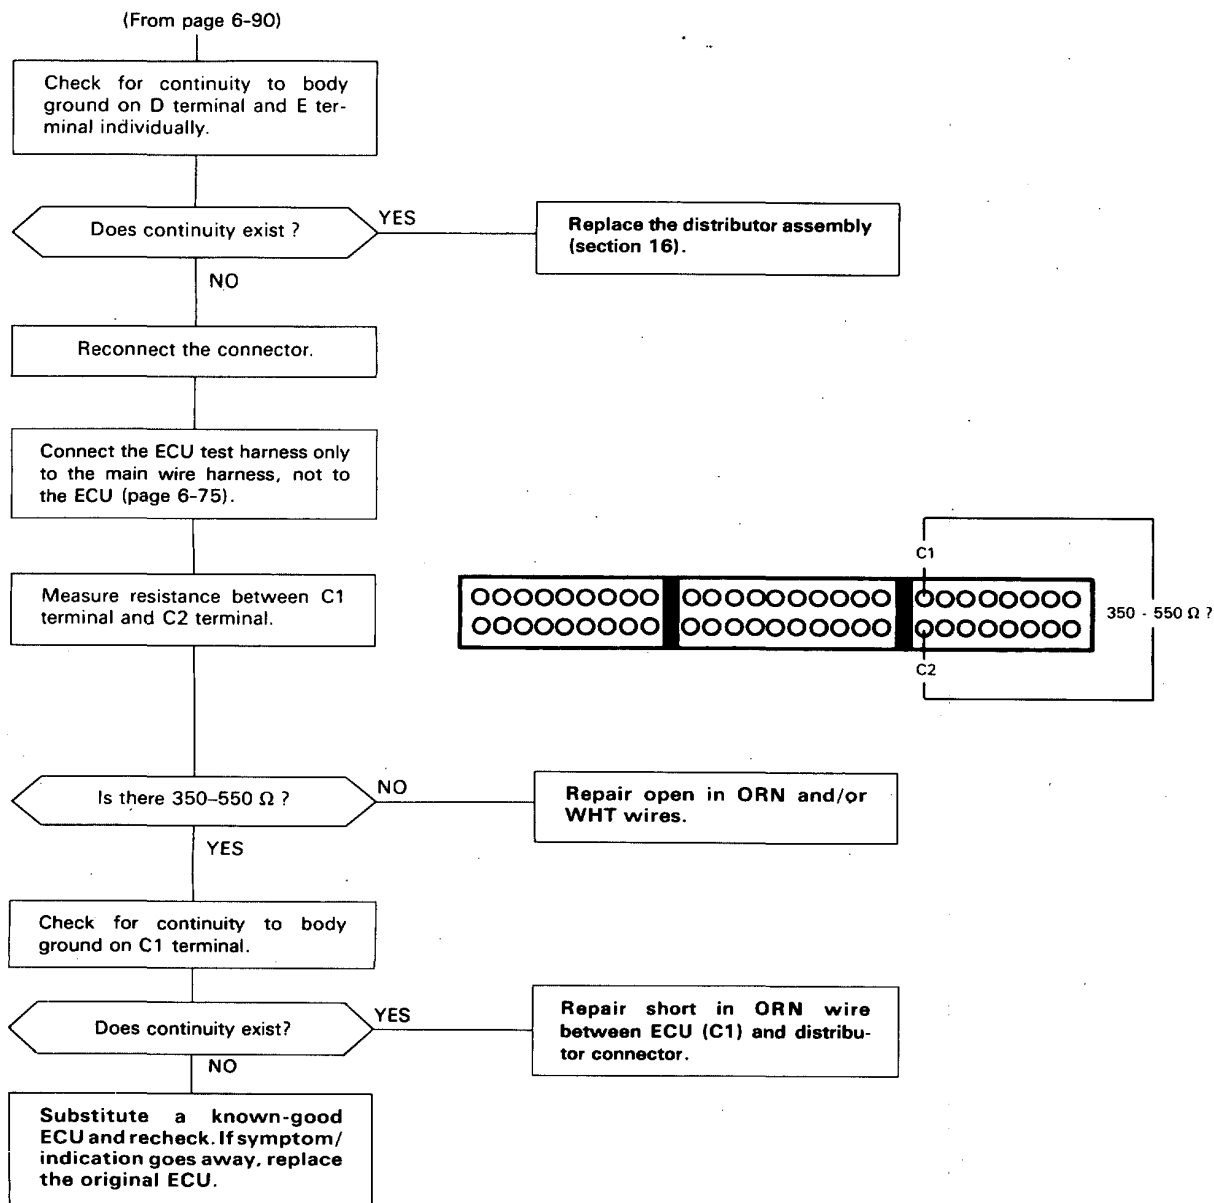 (From page 6-90)
Check for continuity to body
ground on D terminal and E ter-
minal individually.
Does continuity exist ?
YES
Replace the distributor assembly
(section 16).
NO
Reconnect the connector.
Connect the ECU test harness only
to the main wire harness, not to
the ECU (page 6-75).
Measure resistance between C1
terminal and C2 terminal.
C1
350 - 550 Ω ?
C2
Is there 350–550 Ω ?
NO
Repair open in ORN and/or
WHT wires.
YES
Check for continuity to body
ground on C1 terminal.
Does continuity exist?
YES
Repair short in ORN wire
between ECU (C1) and distribu-
tor connector.
NO
Substitute a known-good
ECU and recheck. If symptom/
indication goes away, replace
the original ECU.